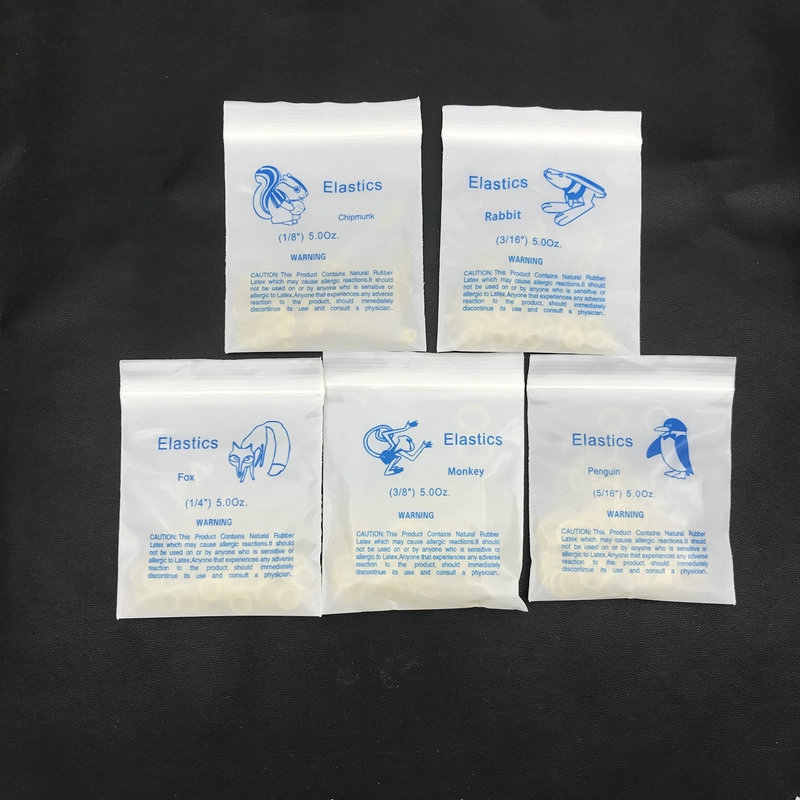 Elastics
Chipmunk
(1/8") 5.0Oz.
WARNING
CAUTION: This Product Contains Natural Rubber
Latex which may cause allergic reactions.It should
not be used on or by anyone who is sensitive or
allergic to Latex.Anyone that experiences any adverse
reaction to the product, should immediately
discontinue its use and consult a physician..
Elastics
Rabbit
(3/16") 5.0Oz.
WARNING
CAUTION: This Product Contains Natural Rubber
Latex which may cause allergic reactions.It should
not be used on or by anyone who is sensitive or
allergic to Latex.Anyone that experiences any adverse
reaction to the product, should immediately
discontinue its use and consult a physician..
Elastics
Fox
(1/4") 5.0Oz.
WARNING
CAUTION: This Product Contains Natural Rubber
Latex which may cause allergic reactions.It should
not be used on or by anyone who is sensitive or
allergic to Latex.Anyone that experiences any adverse
reaction to the product, should immediately
discontinue its use and consult a physician..
Elastics
Monkey
(3/8") 5.0Oz.
WARNING
CAUTION: This Product Contains Natural Rubber
Latex which may cause allergic reactions.It should
not be used on or by anyone who is sensitive or
allergic to Latex.Anyone that experiences any adverse
reaction to the product, should immediately
discontinue its use and consult a physician..
Elastics
Penguin
(5/16") 5.0Oz.
WARNING
CAUTION: This Product Contains Natural Rubber
Latex which may cause allergic reactions.It should
not be used on or by anyone who is sensitive or
allergic to Latex.Anyone that experiences any adverse
reaction to the product, should immediately
discontinue its use and consult a physician..